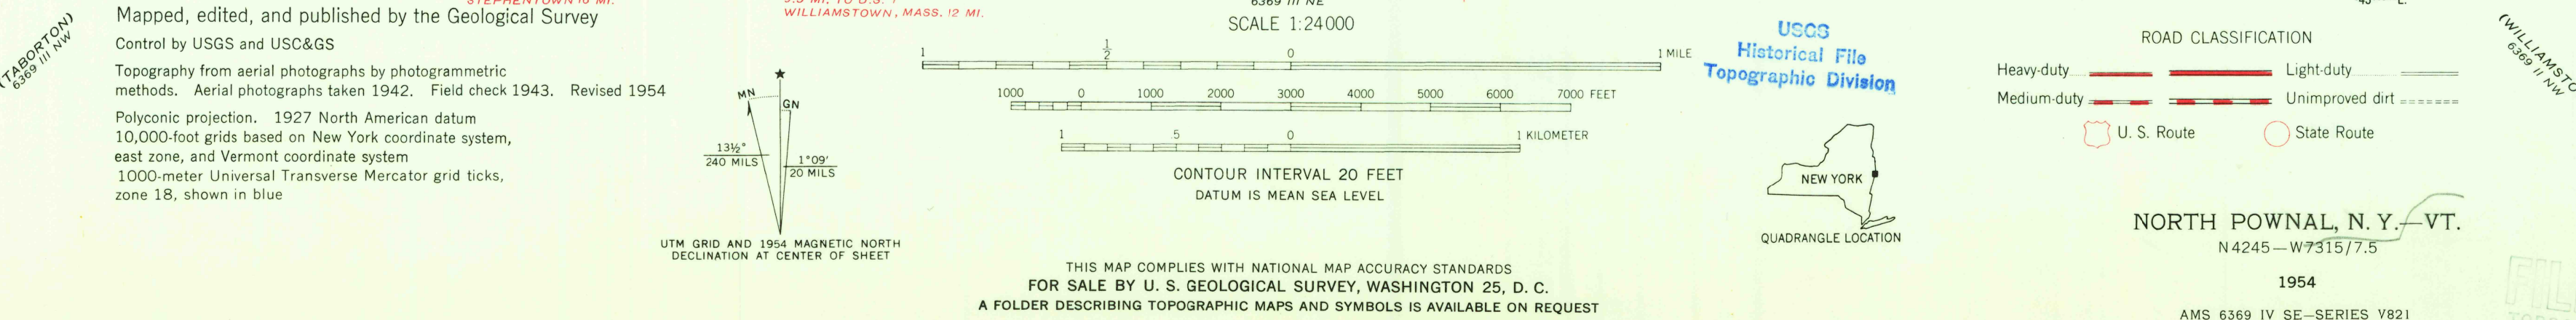 (TABORTON)
6369 III NW
Mapped, edited, and published by the Geological Survey
Control by USGS and USC&GS
Topography from aerial photographs by photogrammetric
methods. Aerial photographs taken 1942. Field check 1943. Revised 1954
Polyconic projection. 1927 North American datum
10,000-foot grids based on New York coordinate system,
east zone, and Vermont coordinate system
1000-meter Universal Transverse Mercator grid ticks,
zone 18, shown in blue
STEPHENTOWN 16 MI.
WILLIAMSTOWN, MASS. 12 MI.
MN
GN
13½°
240 MILS
1°09'
20 MILS
UTM GRID AND 1954 MAGNETIC NORTH
DECLINATION AT CENTER OF SHEET
6369 III NE
SCALE 1:24000
1 ½ 0 1 MILE
1000 0 1000 2000 3000 4000 5000 6000 7000 FEET
1 .5 0 1 KILOMETER
CONTOUR INTERVAL 20 FEET
DATUM IS MEAN SEA LEVEL
THIS MAP COMPLIES WITH NATIONAL MAP ACCURACY STANDARDS
FOR SALE BY U. S. GEOLOGICAL SURVEY, WASHINGTON 25, D. C.
A FOLDER DESCRIBING TOPOGRAPHIC MAPS AND SYMBOLS IS AVAILABLE ON REQUEST
USGS
Historical File
Topographic Division
NEW YORK
QUADRANGLE LOCATION
ROAD CLASSIFICATION
Heavy-duty Light-duty
Medium-duty Unimproved dirt
U. S. Route State Route
NORTH POWNAL, N. Y.—VT.
N4245—W7315/7.5
1954
AMS 6369 IV SE—SERIES V821
6369 II NW